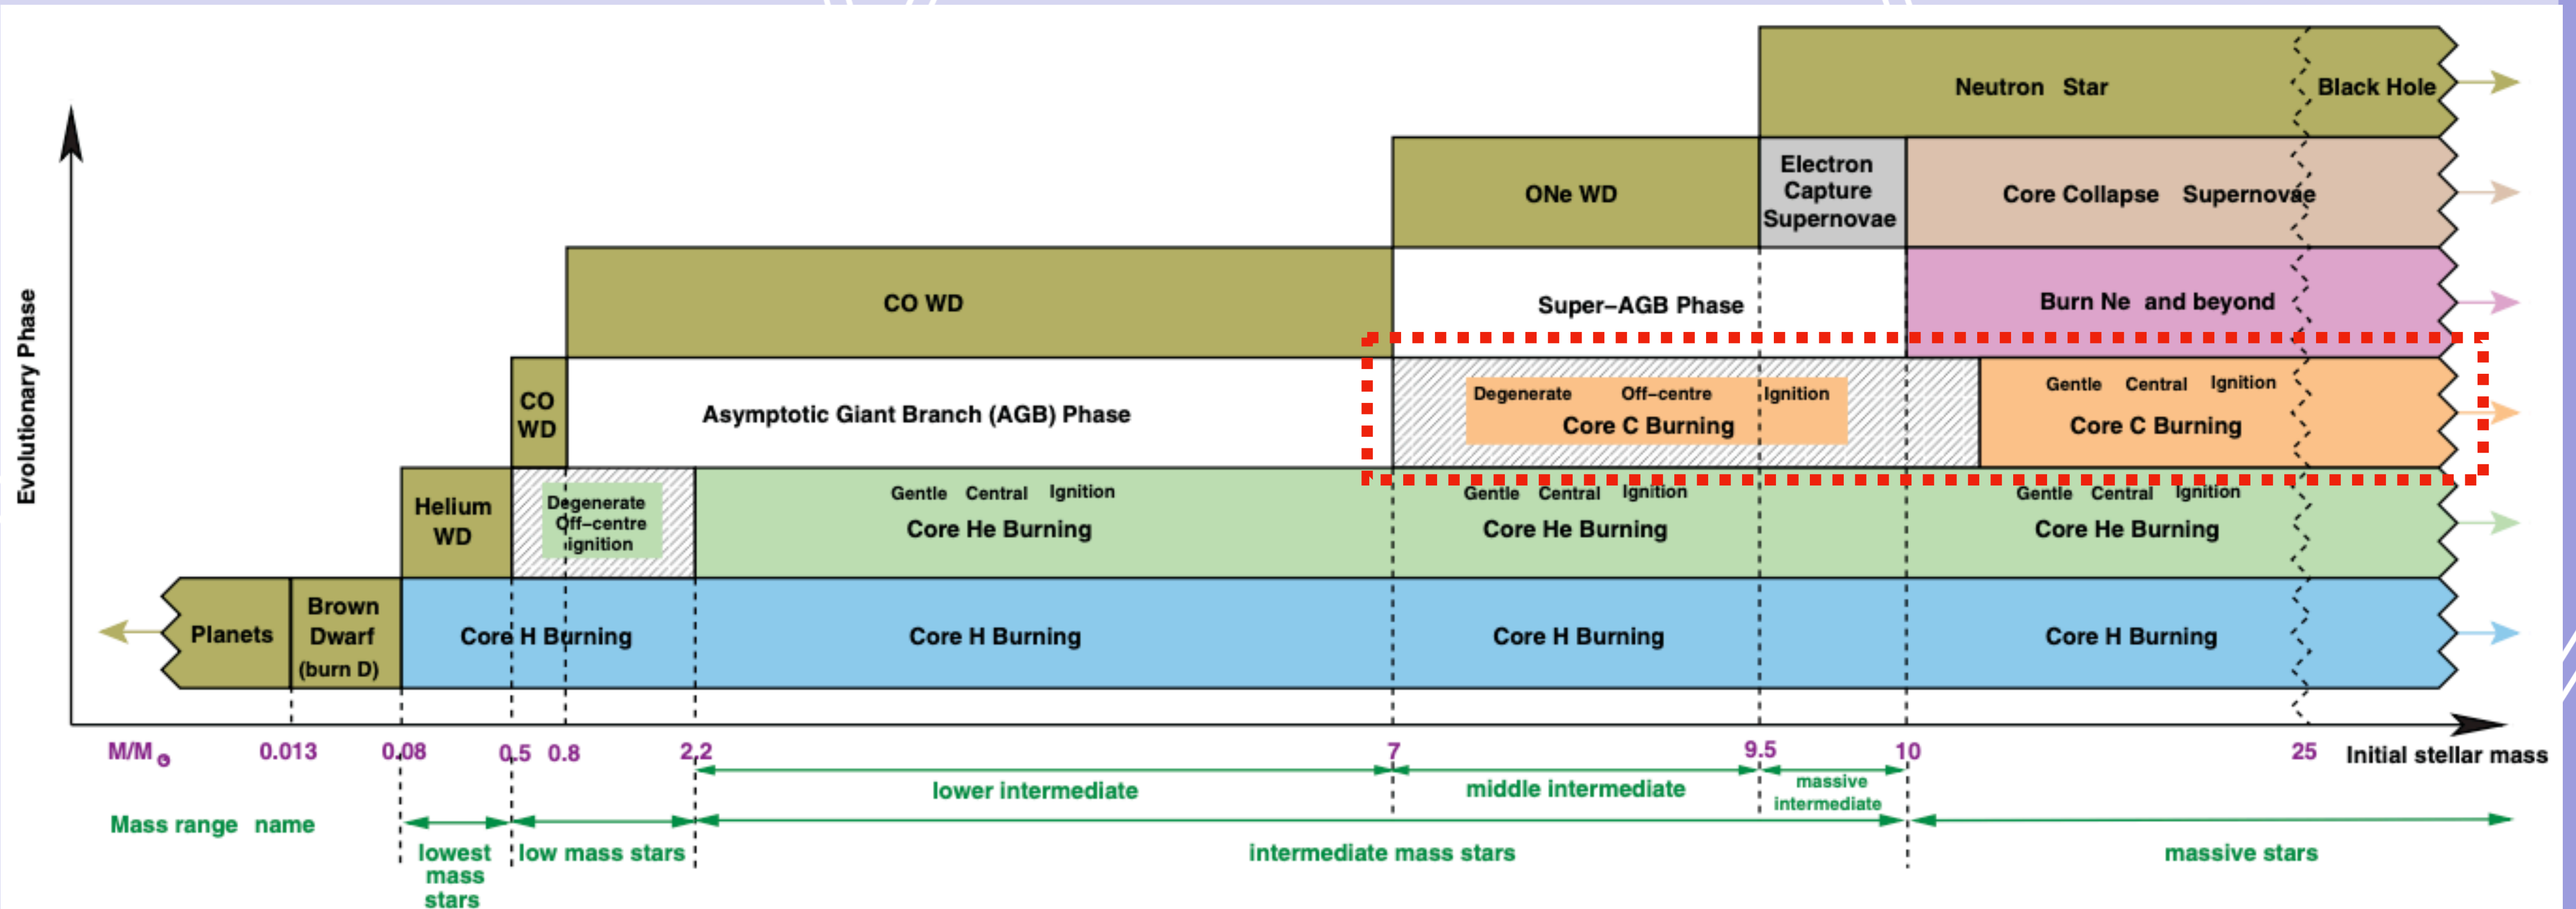 Neutron Star
Black Hole
ONe WD
Electron
Capture
Supernovae
Core Collapse Supernovae
CO WD
Super–AGB Phase
Burn Ne and beyond
CO
WD
Asymptotic Giant Branch (AGB) Phase
Degenerate Off–centre Ignition
Core C Burning
Gentle Central Ignition
Core C Burning
Helium
WD
Degenerate
Off–centre
ignition
Gentle Central Ignition
Core He Burning
Gentle Central Ignition
Core He Burning
Gentle Central Ignition
Core He Burning
Planets
Brown
Dwarf
(burn D)
Core H Burning
Core H Burning
Core H Burning
Core H Burning
Evolutionary Phase
M/M⊙ 0.013 0.08 0.5 0.8 2.2 7 9.5 10 25 Initial stellar mass
lower intermediate
middle intermediate
massive
intermediate
Mass range name
lowest
mass
stars
low mass stars
intermediate mass stars
massive stars